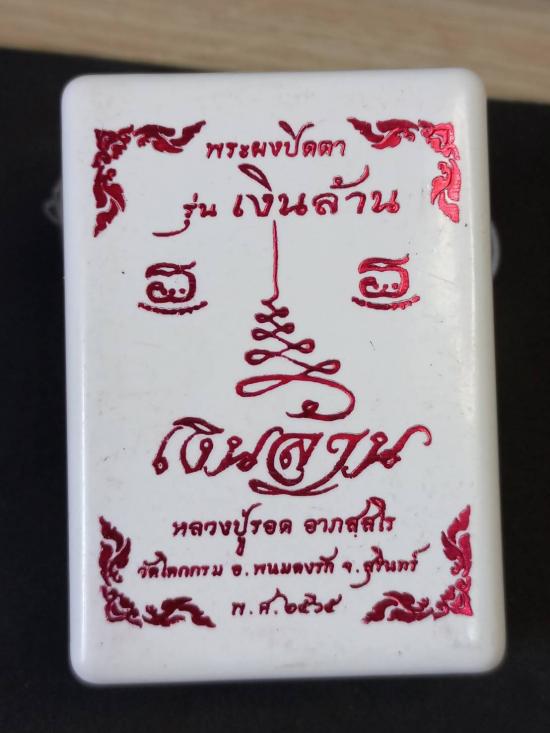 พระผงปิดตา
รุ่น เงินล้าน
เงินล้าน
หลวงปู่รอด อาภสฺสโร
วัดโคกกรม อ.พนมดงรัก จ.สุรินทร์
พ.ศ.๒๕๖๕